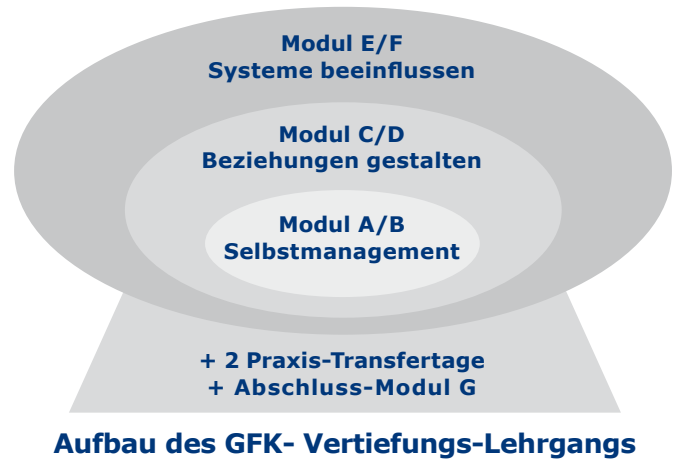 Modul E/F
Systeme beeinflussen
Modul C/D
Beziehungen gestalten
Modul A/B
Selbstmanagement
+ 2 Praxis-Transfertage
+ Abschluss-Modul G
Aufbau des GFK- Vertiefungs-Lehrgangs